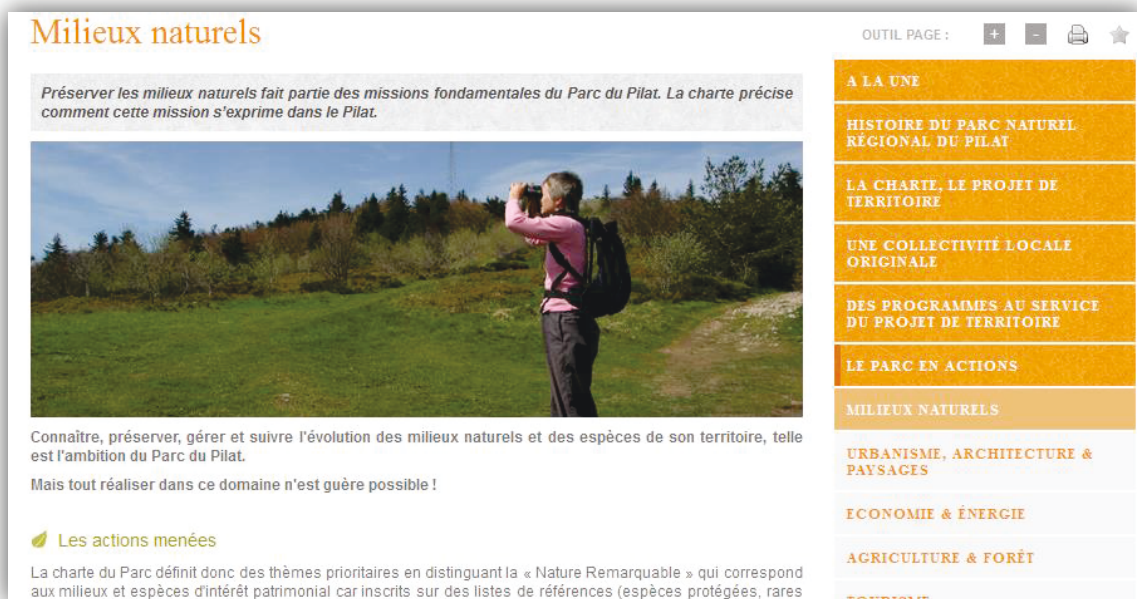 Milieux naturels
OUTIL PAGE :
+
-
Préserver les milieux naturels fait partie des missions fondamentales du Parc du Pilat. La charte précise
comment cette mission s'exprime dans le Pilat.
Connaître, préserver, gérer et suivre l'évolution des milieux naturels et des espèces de son territoire, telle
est l'ambition du Parc du Pilat.
Mais tout réaliser dans ce domaine n'est guère possible !
Les actions menées
La charte du Parc définit donc des thèmes prioritaires en distinguant la « Nature Remarquable » qui correspond
aux milieux et espèces d'intérêt patrimonial car inscrits sur des listes de références (espèces protégées, rares
A LA UNE
HISTOIRE DU PARC NATUREL
RÉGIONAL DU PILAT
LA CHARTE, LE PROJET DE
TERRITOIRE
UNE COLLECTIVITÉ LOCALE
ORIGINALE
DES PROGRAMMES AU SERVICE
DU PROJET DE TERRITOIRE
LE PARC EN ACTIONS
MILIEUX NATURELS
URBANISME, ARCHITECTURE &
PAYSAGES
ECONOMIE & ÉNERGIE
AGRICULTURE & FORÊT
TOURISME